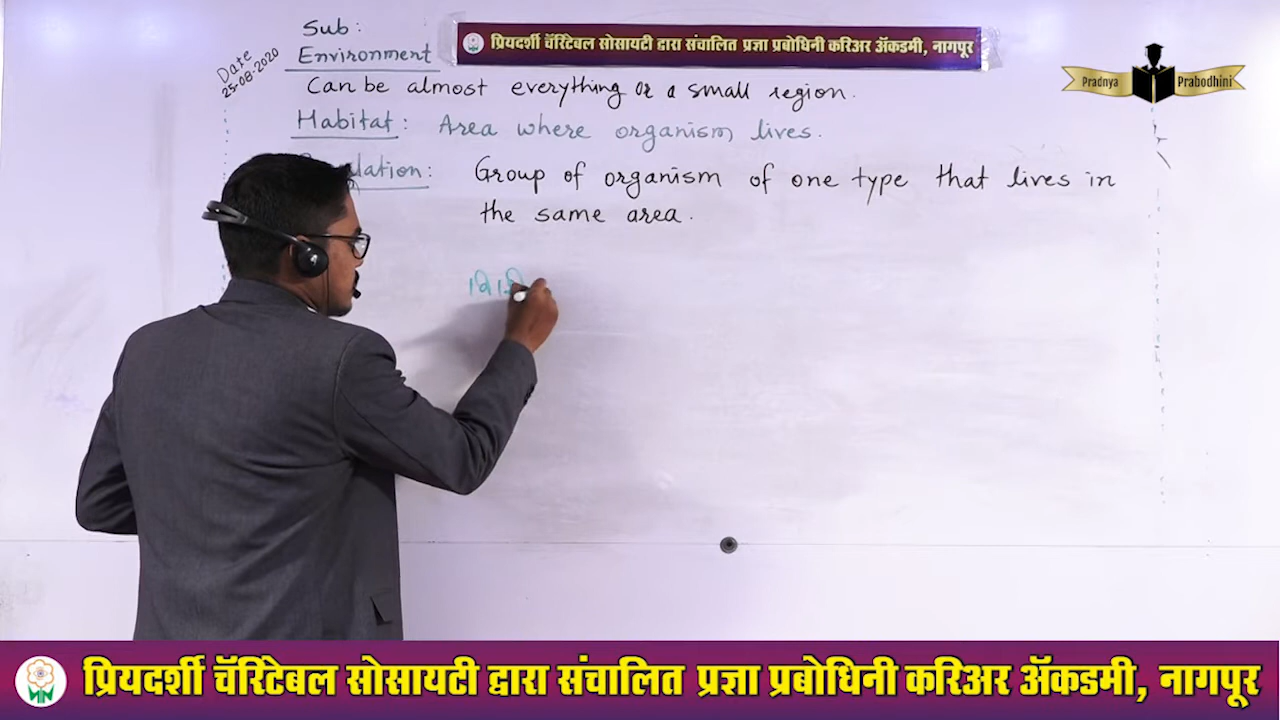 Sub:
Environment
Date
25-08-2020
प्रियदर्शी चॅरिटेबल सोसायटी द्वारा संचालित प्रज्ञा प्रबोधिनी करिअर ॲकडमी, नागपूर
Pradnya Prabodhini
Can be almost everything or a small region.
Habitat: Area where organism lives.
Group of organism of one type that lives in
the same area.
प्रियदर्शी चॅरिटेबल सोसायटी द्वारा संचालित प्रज्ञा प्रबोधिनी करिअर ॲकडमी, नागपूर